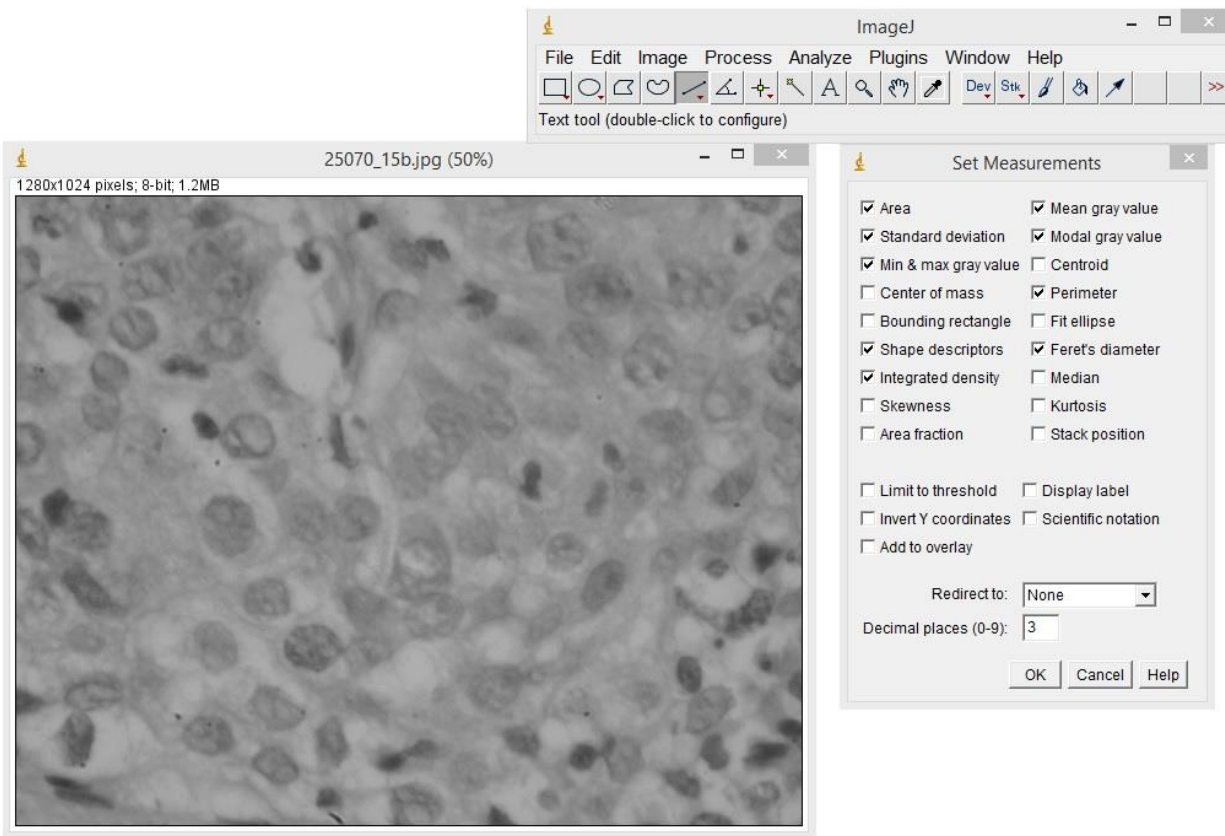 ImageJ
File Edit Image Process Analyze Plugins Window Help
A Dev Stk >>
Text tool (double-click to configure)
25070_15b.jpg (50%)
1280x1024 pixels; 8-bit; 1.2MB
Set Measurements
Area Mean gray value
Standard deviation Modal gray value
Min & max gray value Centroid
Center of mass Perimeter
Bounding rectangle Fit ellipse
Shape descriptors Feret's diameter
Integrated density Median
Skewness Kurtosis
Area fraction Stack position
Limit to threshold Display label
Invert Y coordinates Scientific notation
Add to overlay
Redirect to: None
Decimal places (0-9): 3
OK Cancel Help